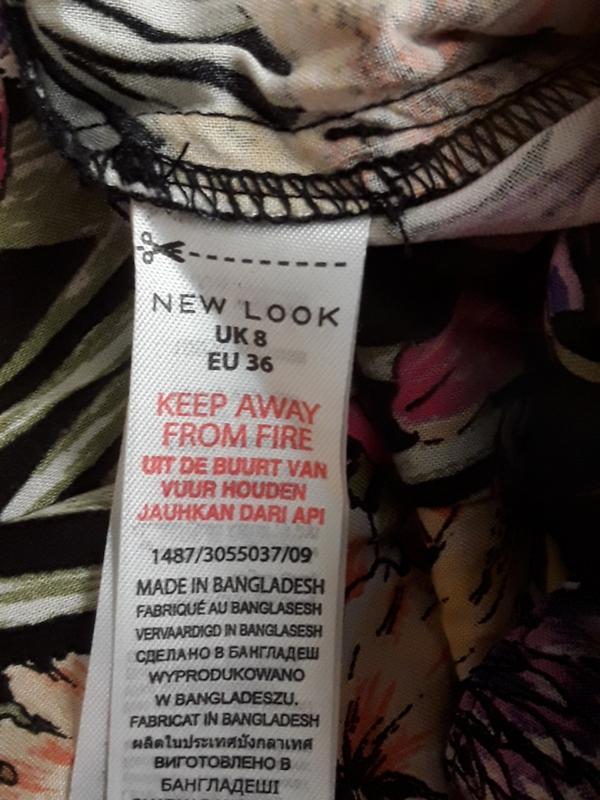 NEW LOOK
UK 8
EU 36
KEEP AWAY
FROM FIRE
UIT DE BUURT VAN
VUUR HOUDEN
JAUHKAN DARI API
1487/3055037/09
MADE IN BANGLADESH
FABRIQUÉ AU BANGLASESH
VERVAARDIGD IN BANGLASESH
СДЕЛАНО В БАНГЛАДЕШ
WYPRODUKOWANO
W BANGLADESZU.
FABRICAT IN BANGLADESH
ผลิตในประเทศบังกลาเทศ
ВИГОТОВЛЕНО В
БАНГЛАДЕШІ